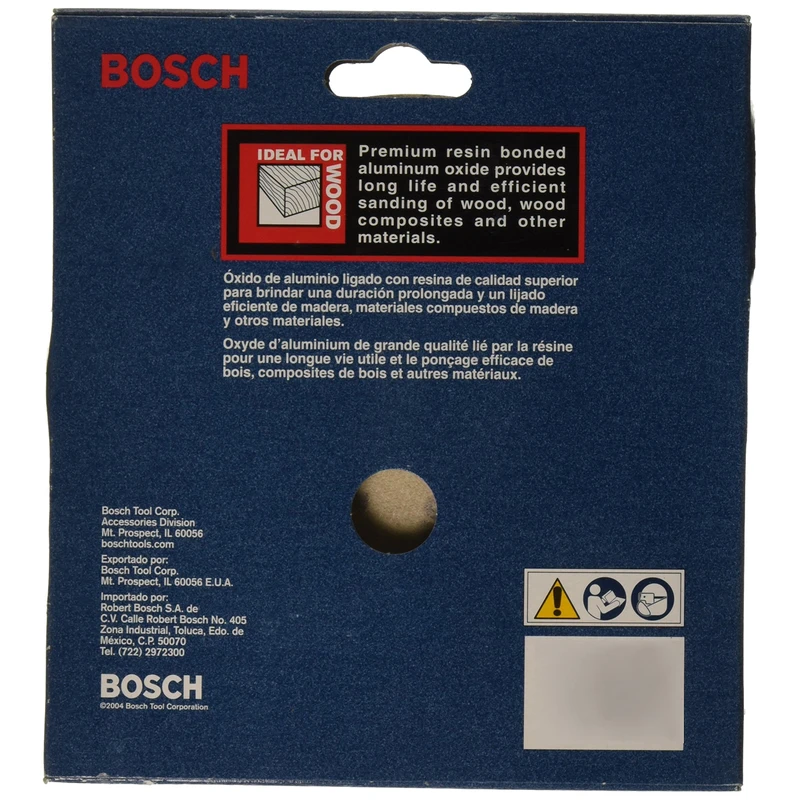 BOSCH
IDEAL FOR
WOOD
Premium resin bonded
aluminum oxide provides
long life and efficient
sanding of wood, wood
composites and other
materials.
Óxido de aluminio ligado con resina de calidad superior
para brindar una duración prolongada y un lijado
eficiente de madera, materiales compuestos de madera
y otros materiales.
Oxyde d'aluminium de grande qualité lié par la résine
pour une longue vie utile et le ponçage efficace de
bois, composites de bois et autres matériaux.
Bosch Tool Corp.
Accessories Division
Mt. Prospect, IL 60056
boschtools.com
Exportado por:
Bosch Tool Corp.
Mt. Prospect, IL 60056 E.U.A.
Importado por:
Robert Bosch S.A. de
C.V. Calle Robert Bosch No. 405
Zona Industrial, Toluca, Edo. de
México, C.P. 50070
Tel. (722) 2972300
BOSCH
©2004 Bosch Tool Corporation